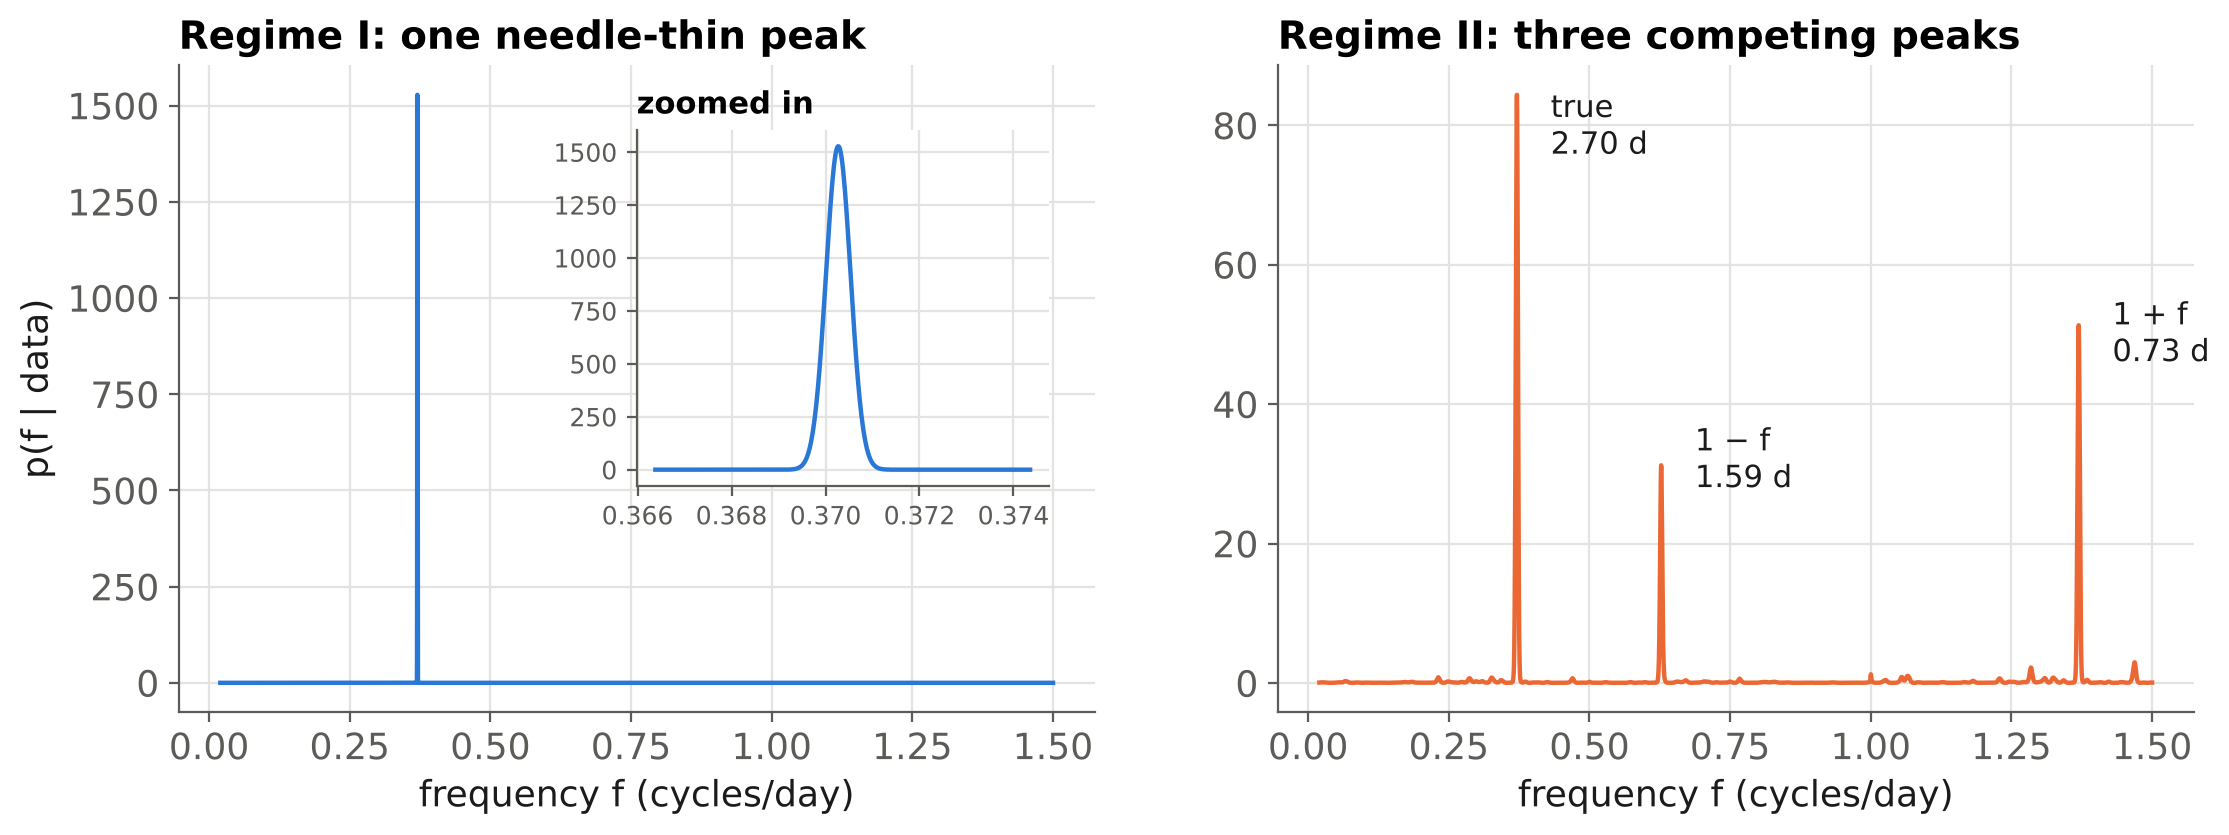 Regime I: one needle-thin peak
p(f | data)
1500
1250
1000
750
500
250
0
0.00 0.25 0.50 0.75 1.00 1.25 1.50
frequency f (cycles/day)
zoomed in
1500
1250
1000
750
500
250
0
0.366 0.368 0.370 0.372 0.374
Regime II: three competing peaks
80
60
40
20
0
true
2.70 d
1 − f
1.59 d
1 + f
0.73 d
0.00 0.25 0.50 0.75 1.00 1.25 1.50
frequency f (cycles/day)